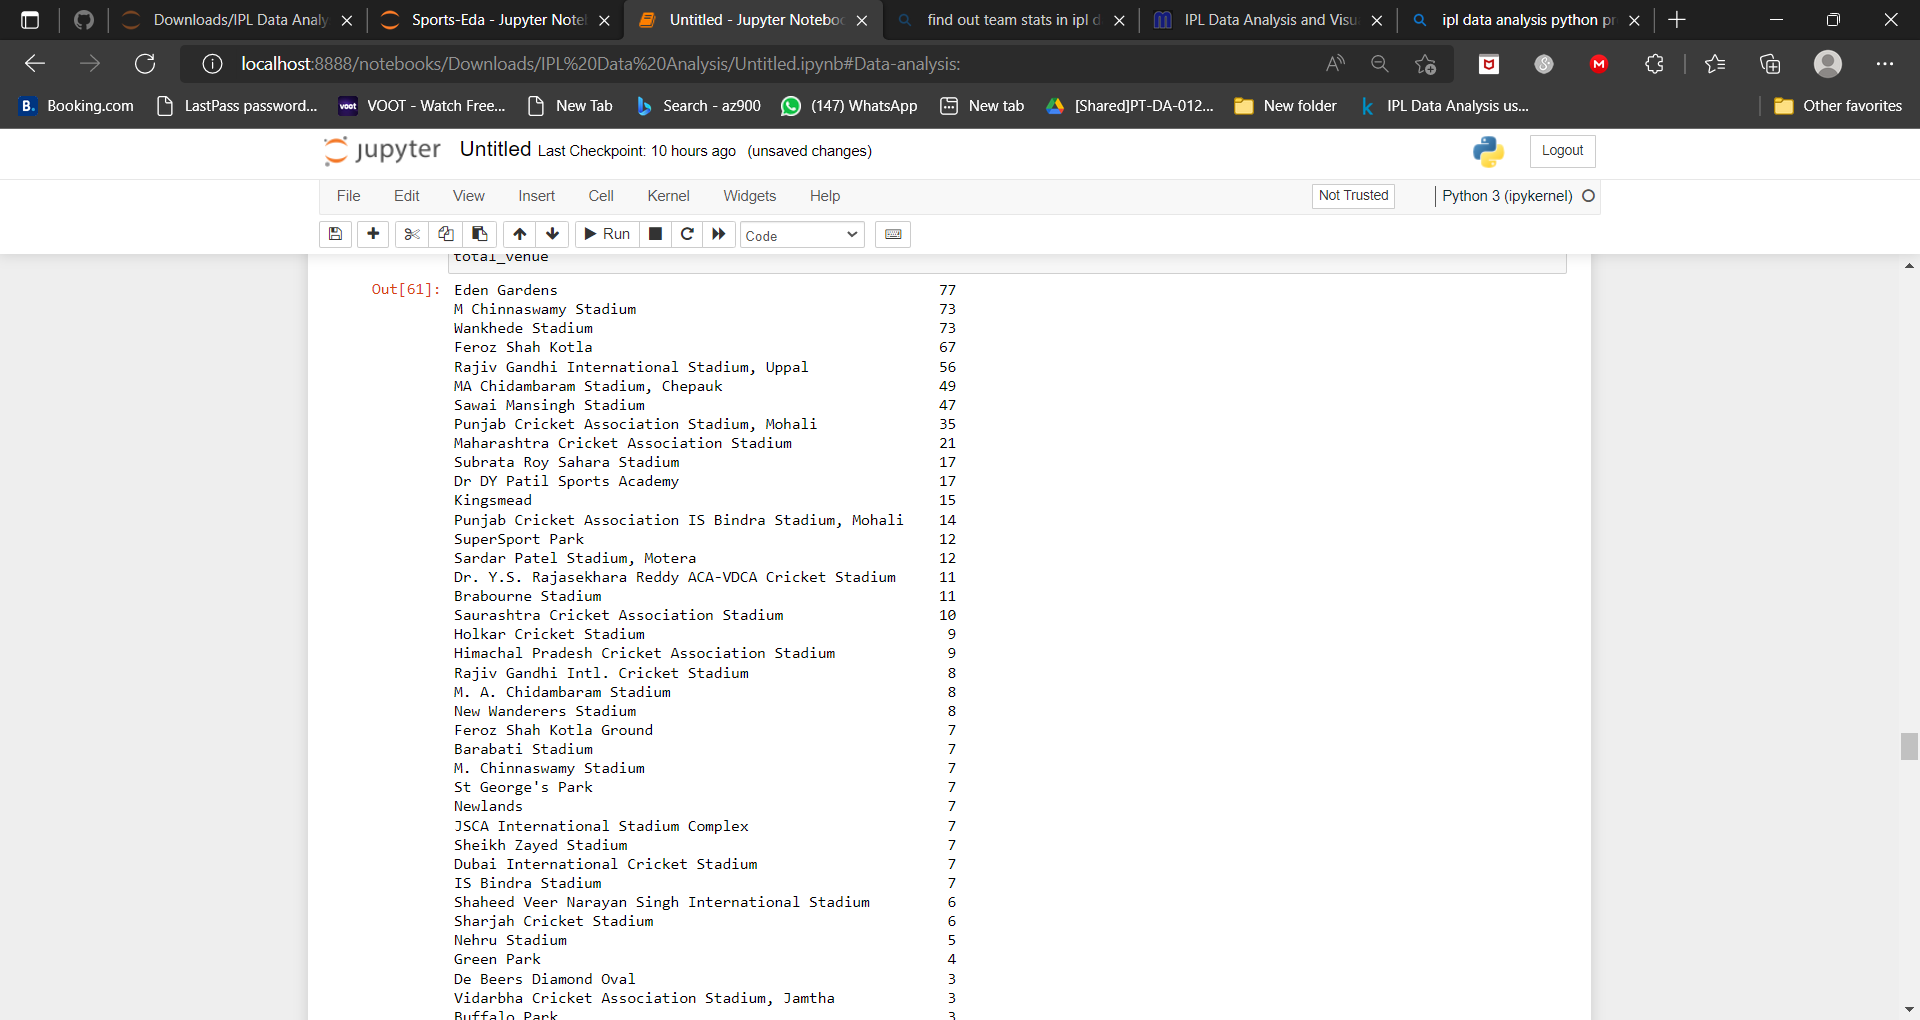 Downloads/IPL Data Analy
Sports-Eda - Jupyter Note
Untitled - Jupyter Noteboo
find out team stats in ipl d
IPL Data Analysis and Visu
ipl data analysis python pr
localhost:8888/notebooks/Downloads/IPL%20Data%20Analysis/Untitled.ipynb#Data-analysis:
B. Booking.com
LastPass password...
voot VOOT - Watch Free...
New Tab
Search - az900
(147) WhatsApp
New tab
[Shared]PT-DA-012...
New folder
k IPL Data Analysis us...
Other favorites
jupyter Untitled Last Checkpoint: 10 hours ago (unsaved changes)
Logout
File Edit View Insert Cell Kernel Widgets Help
Not Trusted
Python 3 (ipykernel)
Run
Code
total_venue
Out[61]: Eden Gardens 77
M Chinnaswamy Stadium 73
Wankhede Stadium 73
Feroz Shah Kotla 67
Rajiv Gandhi International Stadium, Uppal 56
MA Chidambaram Stadium, Chepauk 49
Sawai Mansingh Stadium 47
Punjab Cricket Association Stadium, Mohali 35
Maharashtra Cricket Association Stadium 21
Subrata Roy Sahara Stadium 17
Dr DY Patil Sports Academy 17
Kingsmead 15
Punjab Cricket Association IS Bindra Stadium, Mohali 14
SuperSport Park 12
Sardar Patel Stadium, Motera 12
Dr. Y.S. Rajasekhara Reddy ACA-VDCA Cricket Stadium 11
Brabourne Stadium 11
Saurashtra Cricket Association Stadium 10
Holkar Cricket Stadium 9
Himachal Pradesh Cricket Association Stadium 9
Rajiv Gandhi Intl. Cricket Stadium 8
M. A. Chidambaram Stadium 8
New Wanderers Stadium 8
Feroz Shah Kotla Ground 7
Barabati Stadium 7
M. Chinnaswamy Stadium 7
St George's Park 7
Newlands 7
JSCA International Stadium Complex 7
Sheikh Zayed Stadium 7
Dubai International Cricket Stadium 7
IS Bindra Stadium 7
Shaheed Veer Narayan Singh International Stadium 6
Sharjah Cricket Stadium 6
Nehru Stadium 5
Green Park 4
De Beers Diamond Oval 3
Vidarbha Cricket Association Stadium, Jamtha 3
Buffalo Park 3